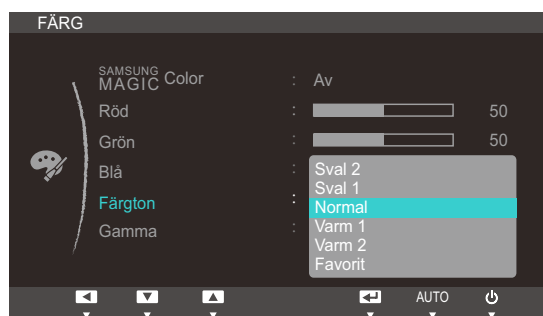 FÄRG
SAMSUNG MAGIC Color : Av
Röd : 50
Grön : 50
Blå :
Färgton :
Gamma :
Sval 2
Sval 1
Normal
Varm 1
Varm 2
Favorit
AUTO